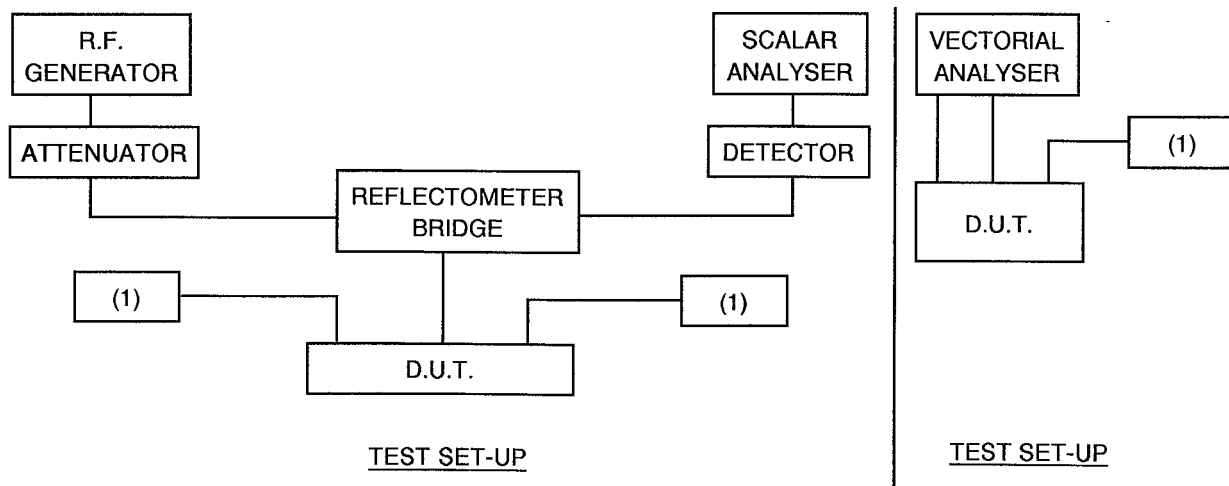 R.F.
GENERATOR
ATTENUATOR
SCALAR
ANALYSER
DETECTOR
REFLECTOMETER
BRIDGE
(1)
(1)
D.U.T.
TEST SET-UP
VECTORIAL
ANALYSER
(1)
D.U.T.
TEST SET-UP